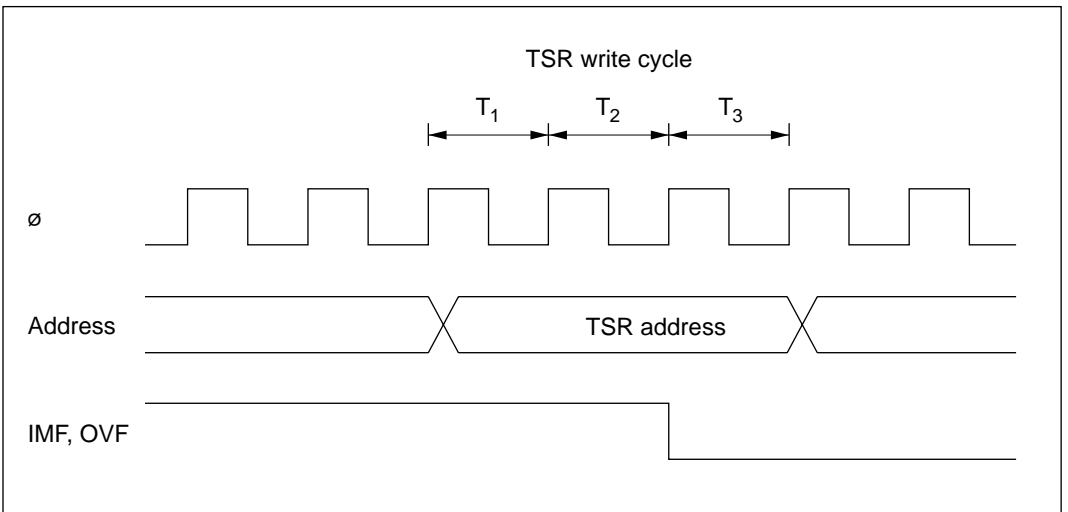 TSR write cycle
T1 T2 T3
ø
Address
TSR address
IMF, OVF